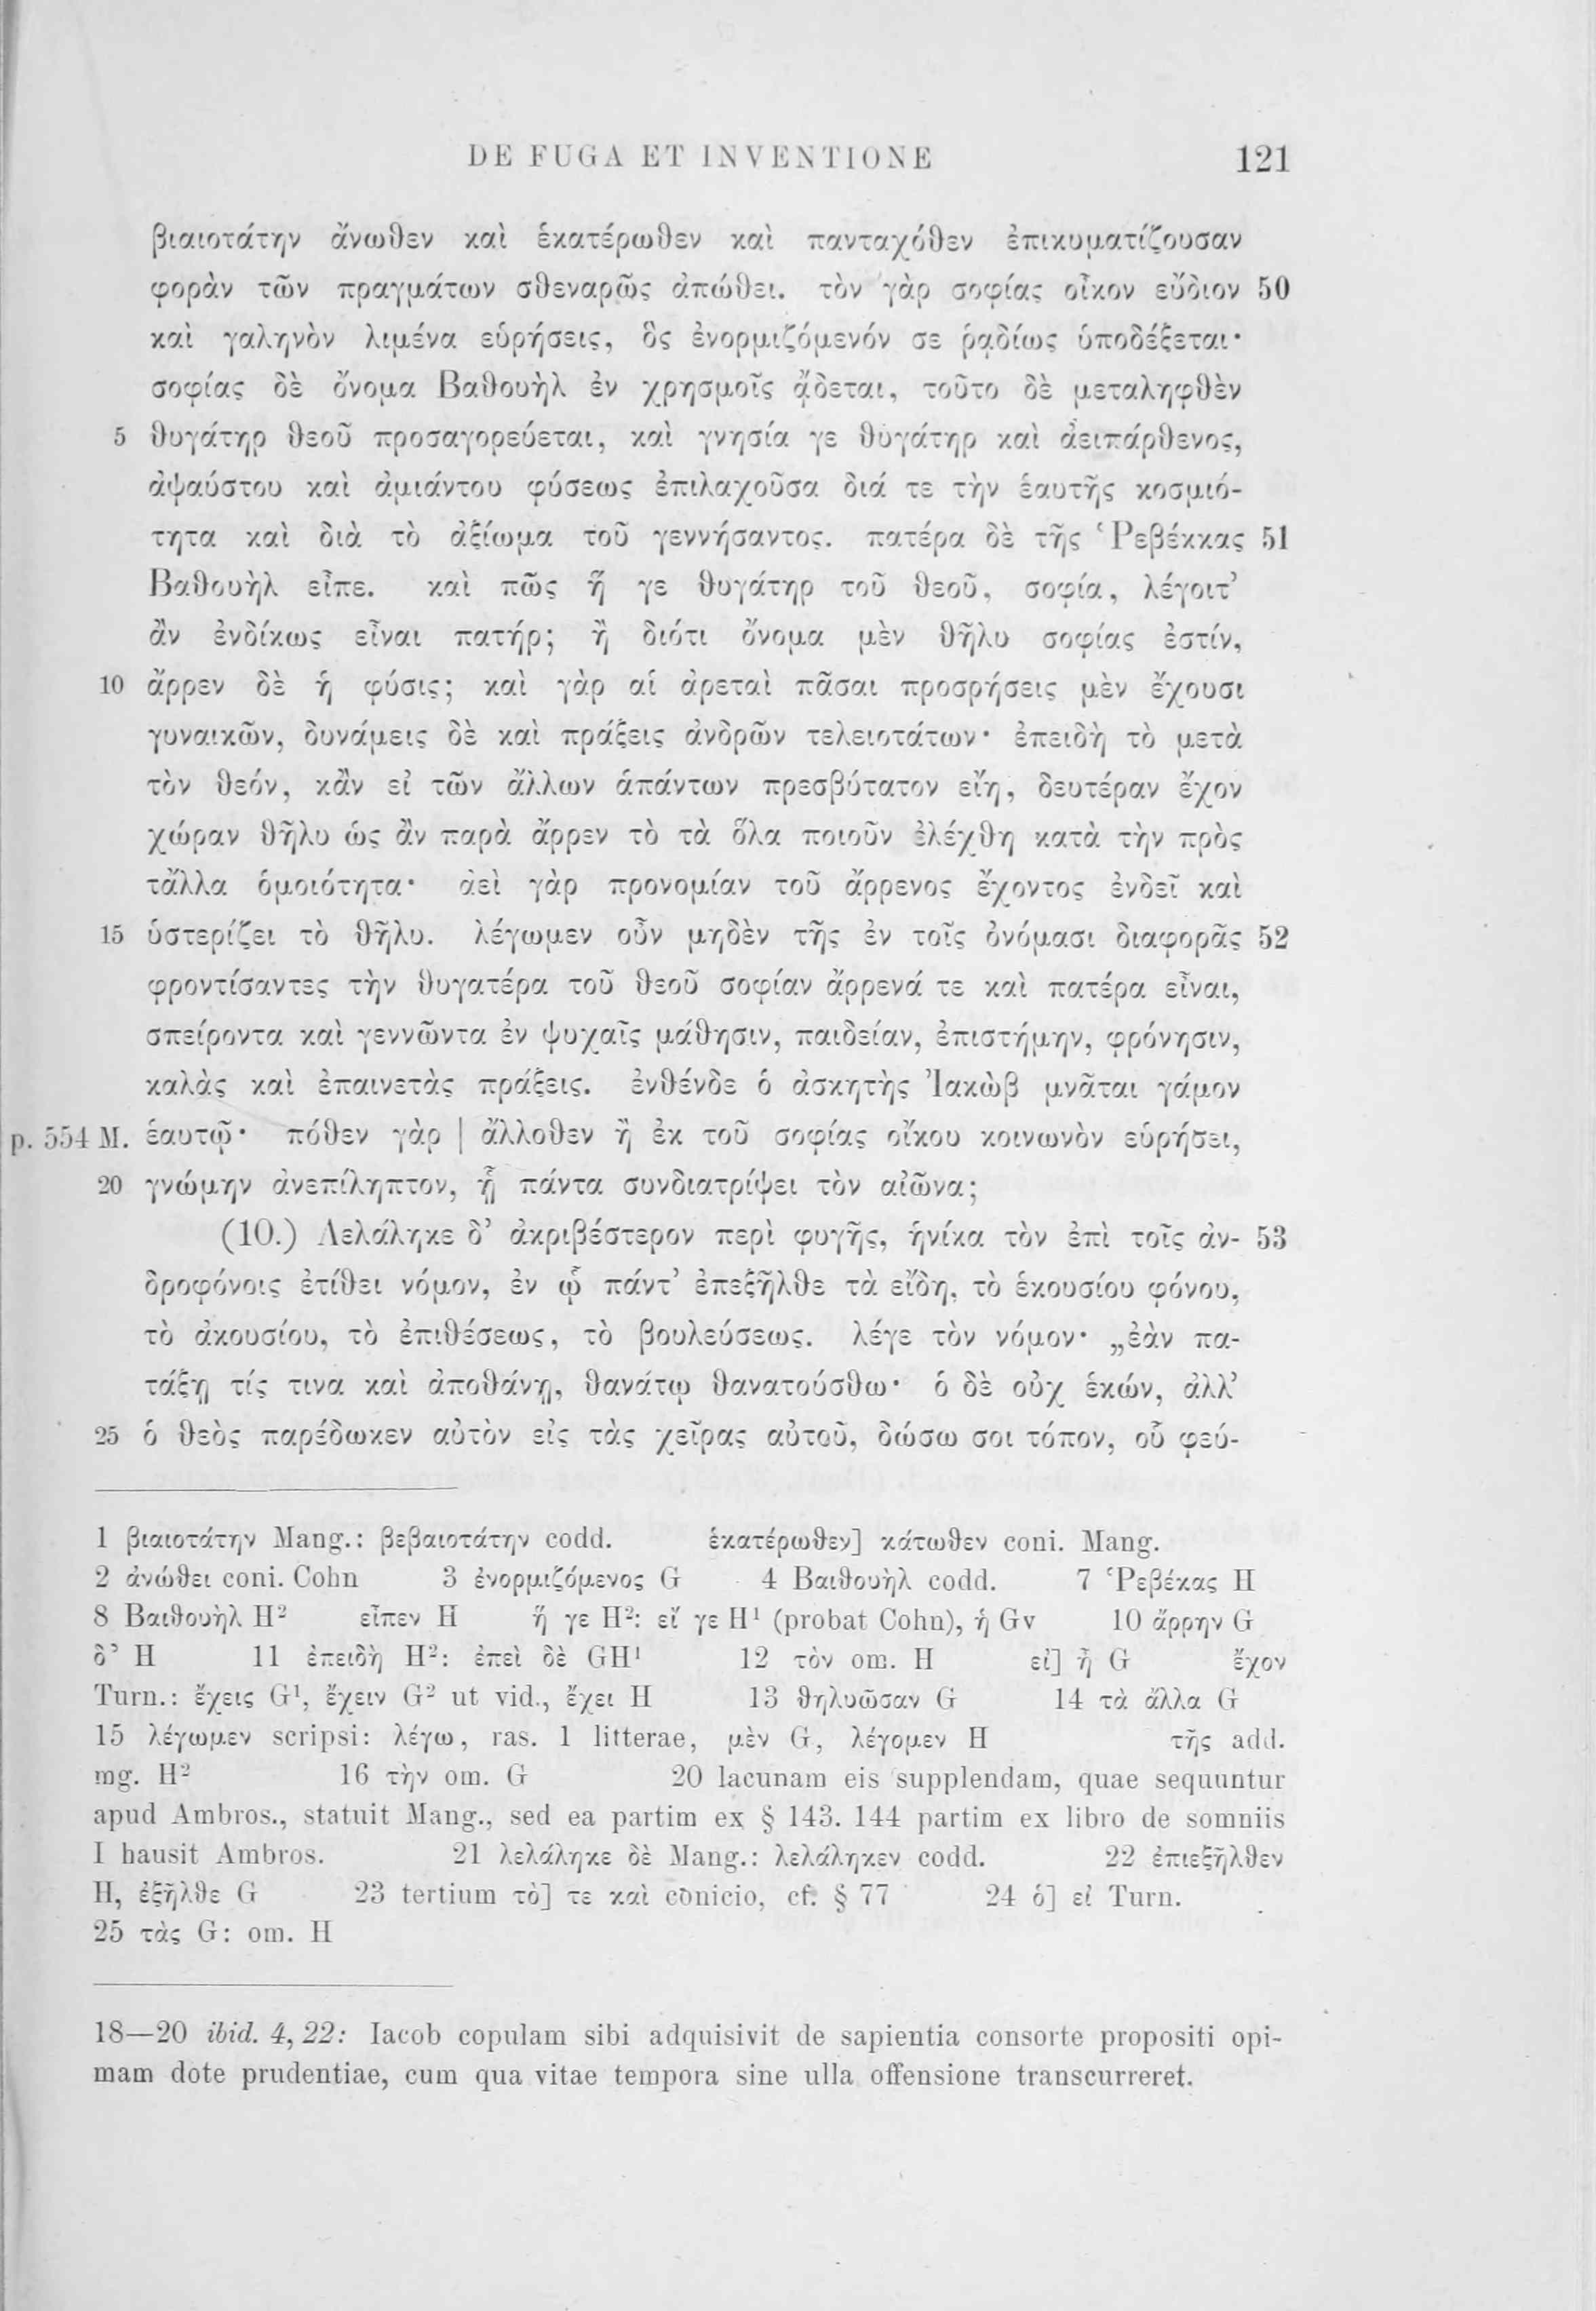 DE FUGA ET INVENTIONE 121
βιαιοτάτην ἄνωθεν καὶ ἑκατέρωθεν καὶ πανταχόθεν ἐπικυματίζουσαν
φορὰν τῶν πραγμάτων σθεναρῶς ἀπώθει. τὸν γὰρ σοφίας οἶκον εὔδιον 50
καὶ γαληνὸν λιμένα εὑρήσεις, ὃς ἐνορμιζόμενόν σε ῥᾳδίως ὑποδέξεται·
σοφίας δὲ ὄνομα Βαθουὴλ ἐν χρησμοῖς ᾄδεται, τοῦτο δὲ μεταληφθὲν
5 θυγάτηρ θεοῦ προσαγορεύεται, καὶ γνησία γε θυγάτηρ καὶ ἀειπάρθενος,
ἀψαύστου καὶ ἀμιάντου φύσεως ἐπιλαχοῦσα διά τε τὴν ἑαυτῆς κοσμιό-
τητα καὶ διὰ τὸ ἀξίωμα τοῦ γεννήσαντος. πατέρα δὲ τῆς Ῥεβέκκας 51
Βαθουὴλ εἶπε. καὶ πῶς ἥ γε θυγάτηρ τοῦ θεοῦ, σοφία, λέγοιτ’
ἂν ἐνδίκως εἶναι πατήρ; ἢ διότι ὄνομα μὲν θῆλυ σοφίας ἐστίν,
10 ἄρρεν δὲ ἡ φύσις; καὶ γὰρ αἱ ἀρεταὶ πᾶσαι προσρήσεις μὲν ἔχουσι
γυναικῶν, δυνάμεις δὲ καὶ πράξεις ἀνδρῶν τελειοτάτων· ἐπειδὴ τὸ μετὰ
τὸν θεόν, κἂν εἰ τῶν ἄλλων ἁπάντων πρεσβύτατον εἴη, δευτέραν ἔχον
χώραν θῆλυ ὡς ἂν παρὰ ἄρρεν τὸ τὰ ὅλα ποιοῦν ἐλέχθη κατὰ τὴν πρὸς
τἄλλα ὁμοιότητα· ἀεὶ γὰρ προνομίαν τοῦ ἄρρενος ἔχοντος ἐνδεῖ καὶ
15 ὑστερίζει τὸ θῆλυ. λέγωμεν οὖν μηδὲν τῆς ἐν τοῖς ὀνόμασι διαφορᾶς 52
φροντίσαντες τὴν θυγατέρα τοῦ θεοῦ σοφίαν ἄρρενά τε καὶ πατέρα εἶναι,
σπείροντα καὶ γεννῶντα ἐν ψυχαῖς μάθησιν, παιδείαν, ἐπιστήμην, φρόνησιν,
καλὰς καὶ ἐπαινετὰς πράξεις. ἐνθένδε ὁ ἀσκητὴς Ἰακὼβ μνᾶται γάμον
p. 554 M. ἑαυτῷ· πόθεν γὰρ | ἄλλοθεν ἢ ἐκ τοῦ σοφίας οἴκου κοινωνὸν εὑρήσει,
20 γνώμην ἀνεπίληπτον, ᾗ πάντα συνδιατρίψει τὸν αἰῶνα;
(10.) Λελάληκε δ’ ἀκριβέστερον περὶ φυγῆς, ἡνίκα τὸν ἐπὶ τοῖς ἀν- 53
δροφόνοις ἐτίθει νόμον, ἐν ᾧ πάντ’ ἐπεξῆλθε τὰ εἴδη, τὸ ἑκουσίου φόνου,
τὸ ἀκουσίου, τὸ ἐπιθέσεως, τὸ βουλεύσεως. λέγε τὸν νόμον· „ἐὰν πα-
τάξῃ τίς τινα καὶ ἀποθάνῃ, θανάτῳ θανατούσθω· ὁ δὲ οὐχ ἑκών, ἀλλ’
25 ὁ θεὸς παρέδωκεν αὐτὸν εἰς τὰς χεῖρας αὐτοῦ, δώσω σοι τόπον, οὗ φεύ-
1 βιαιοτάτην Mang.: βεβαιοτάτην codd. ἑκατέρωθεν] κάτωθεν coni. Mang.
2 ἀνώθει coni. Cohn 3 ἐνορμιζόμενος G 4 Βαιθουὴλ codd. 7 Ῥεβέκας H
8 Βαιθουὴλ H² εἶπεν H ἥ γε H²: εἴ γε H¹ (probat Cohn), ἡ Gv 10 ἄρρην G
δ’ H 11 ἐπειδὴ H²: ἐπεὶ δὲ GH¹ 12 τὸν om. H εἰ] ἦ G ἔχον
Turn.: ἔχεις G¹, ἔχειν G² ut vid., ἔχει H 13 θηλυῶσαν G 14 τὰ ἄλλα G
15 λέγωμεν scripsi: λέγω, ras. 1 litterae, μὲν G, λέγομεν H τῆς add.
mg. H² 16 τὴν om. G 20 lacunam eis supplendam, quae sequuntur
apud Ambros., statuit Mang., sed ea partim ex § 143. 144 partim ex libro de somniis
I hausit Ambros. 21 λελάληκε δὲ Mang.: λελάληκεν codd. 22 ἐπιεξῆλθεν
H, ἐξῆλθε G 23 tertium τὸ] τε καὶ conicio, cf. § 77 24 ὁ] εἰ Turn.
25 τὰς G: om. H
18—20 ibid. 4, 22: Iacob copulam sibi adquisivit de sapientia consorte propositi opi-
mam dote prudentiae, cum qua vitae tempora sine ulla offensione transcurreret.